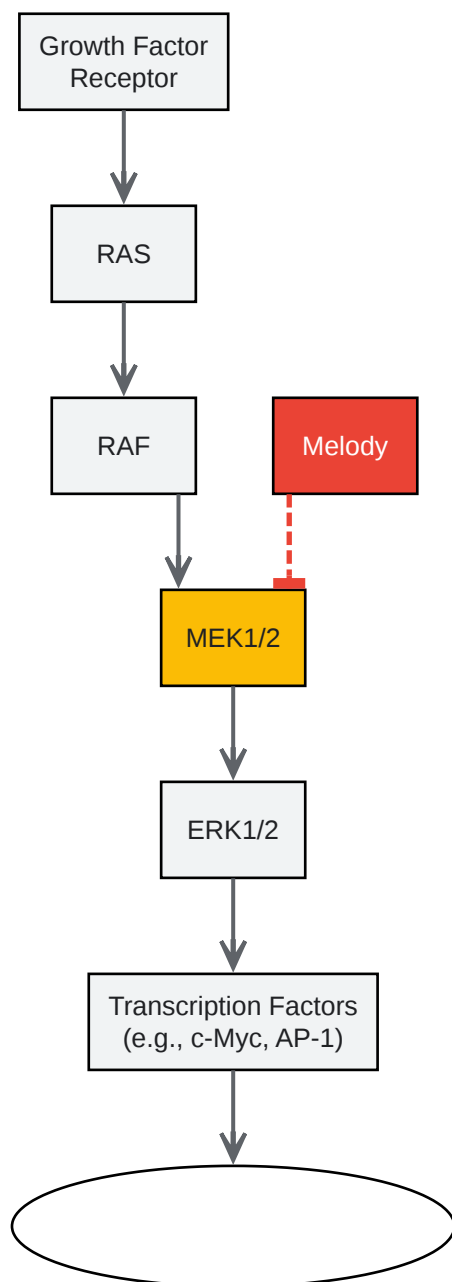 Growth Factor
Receptor
RAS
RAF
Melody
MEK1/2
ERK1/2
Transcription Factors
(e.g., c-Myc, AP-1)